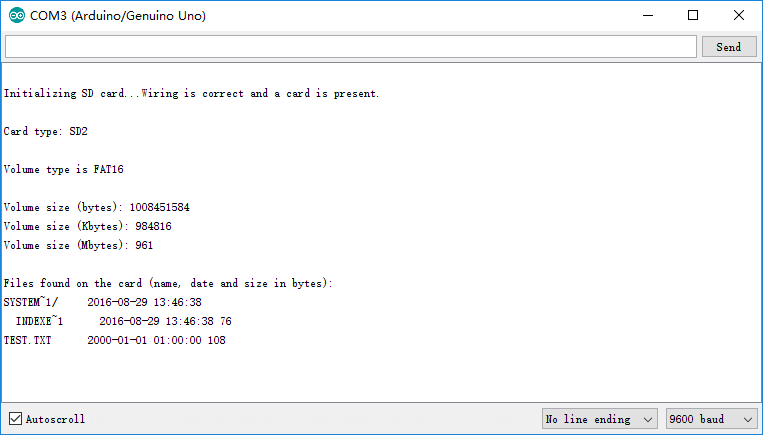 COM3 (Arduino/Genuino Uno)
Send
Initializing SD card...Wiring is correct and a card is present.
Card type: SD2
Volume type is FAT16
Volume size (bytes): 1008451584
Volume size (Kbytes): 984816
Volume size (Mbytes): 961
Files found on the card (name, date and size in bytes):
SYSTEM~1/ 2016-08-29 13:46:38
INDEXE~1 2016-08-29 13:46:38 76
TEST.TXT 2000-01-01 01:00:00 108
Autoscroll No line ending 9600 baud